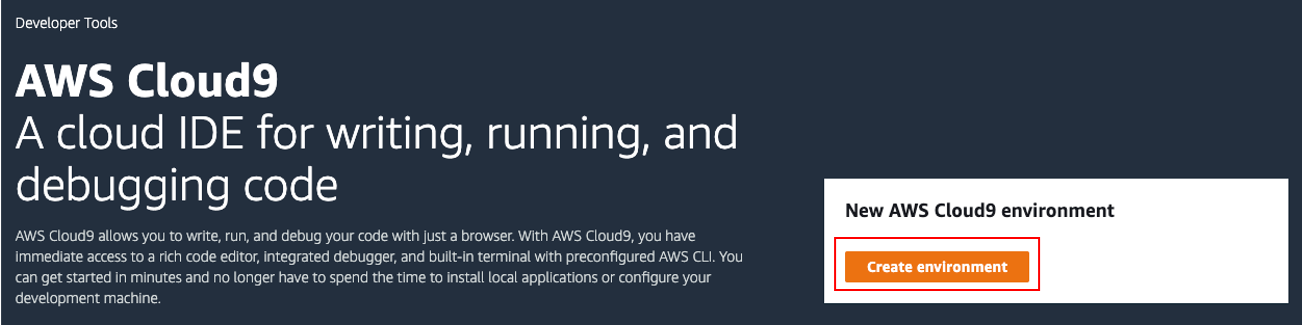 Developer Tools
AWS Cloud9
A cloud IDE for writing, running, and
debugging code
AWS Cloud9 allows you to write, run, and debug your code with just a browser. With AWS Cloud9, you have
immediate access to a rich code editor, integrated debugger, and built-in terminal with preconfigured AWS CLI. You
can get started in minutes and no longer have to spend the time to install local applications or configure your
development machine.
New AWS Cloud9 environment
Create environment